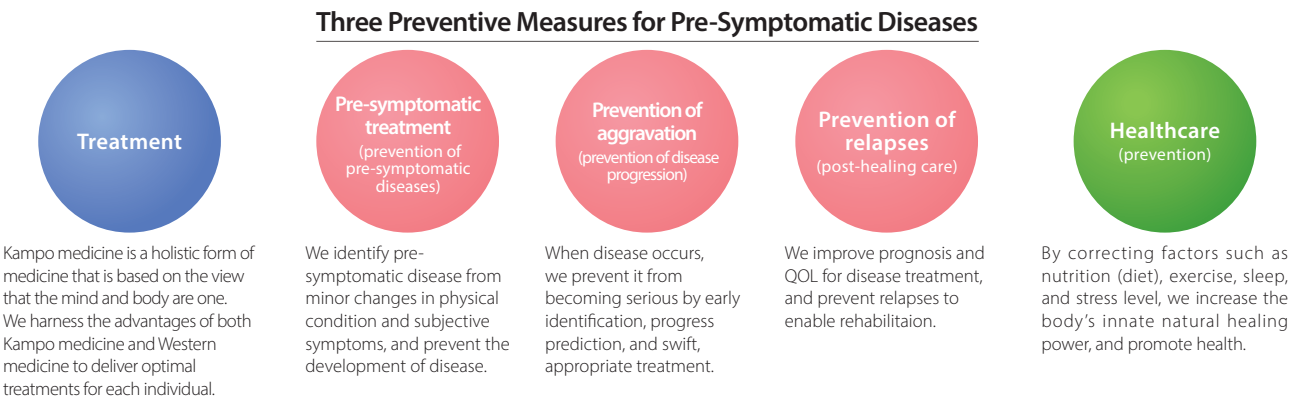 Three Preventive Measures for Pre-Symptomatic Diseases
Treatment
Kampo medicine is a holistic form of
medicine that is based on the view
that the mind and body are one.
We harness the advantages of both
Kampo medicine and Western
medicine to deliver optimal
treatments for each individual.
Pre-symptomatic
treatment
(prevention of
pre-symptomatic
diseases)
We identify pre-
symptomatic disease from
minor changes in physical
condition and subjective
symptoms, and prevent the
development of disease.
Prevention of
aggravation
(prevention of disease
progression)
When disease occurs,
we prevent it from
becoming serious by early
identification, progress
prediction, and swift,
appropriate treatment.
Prevention of
relapses
(post-healing care)
We improve prognosis and
QOL for disease treatment,
and prevent relapses to
enable rehabilitaion.
Healthcare
(prevention)
By correcting factors such as
nutrition (diet), exercise, sleep,
and stress level, we increase the
body's innate natural healing
power, and promote health.